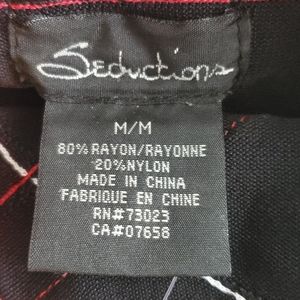 Seductions
M/M
80% RAYON/RAYONNE
20% NYLON
MADE IN CHINA
FABRIQUE EN CHINE
RN#73023
CA#07658